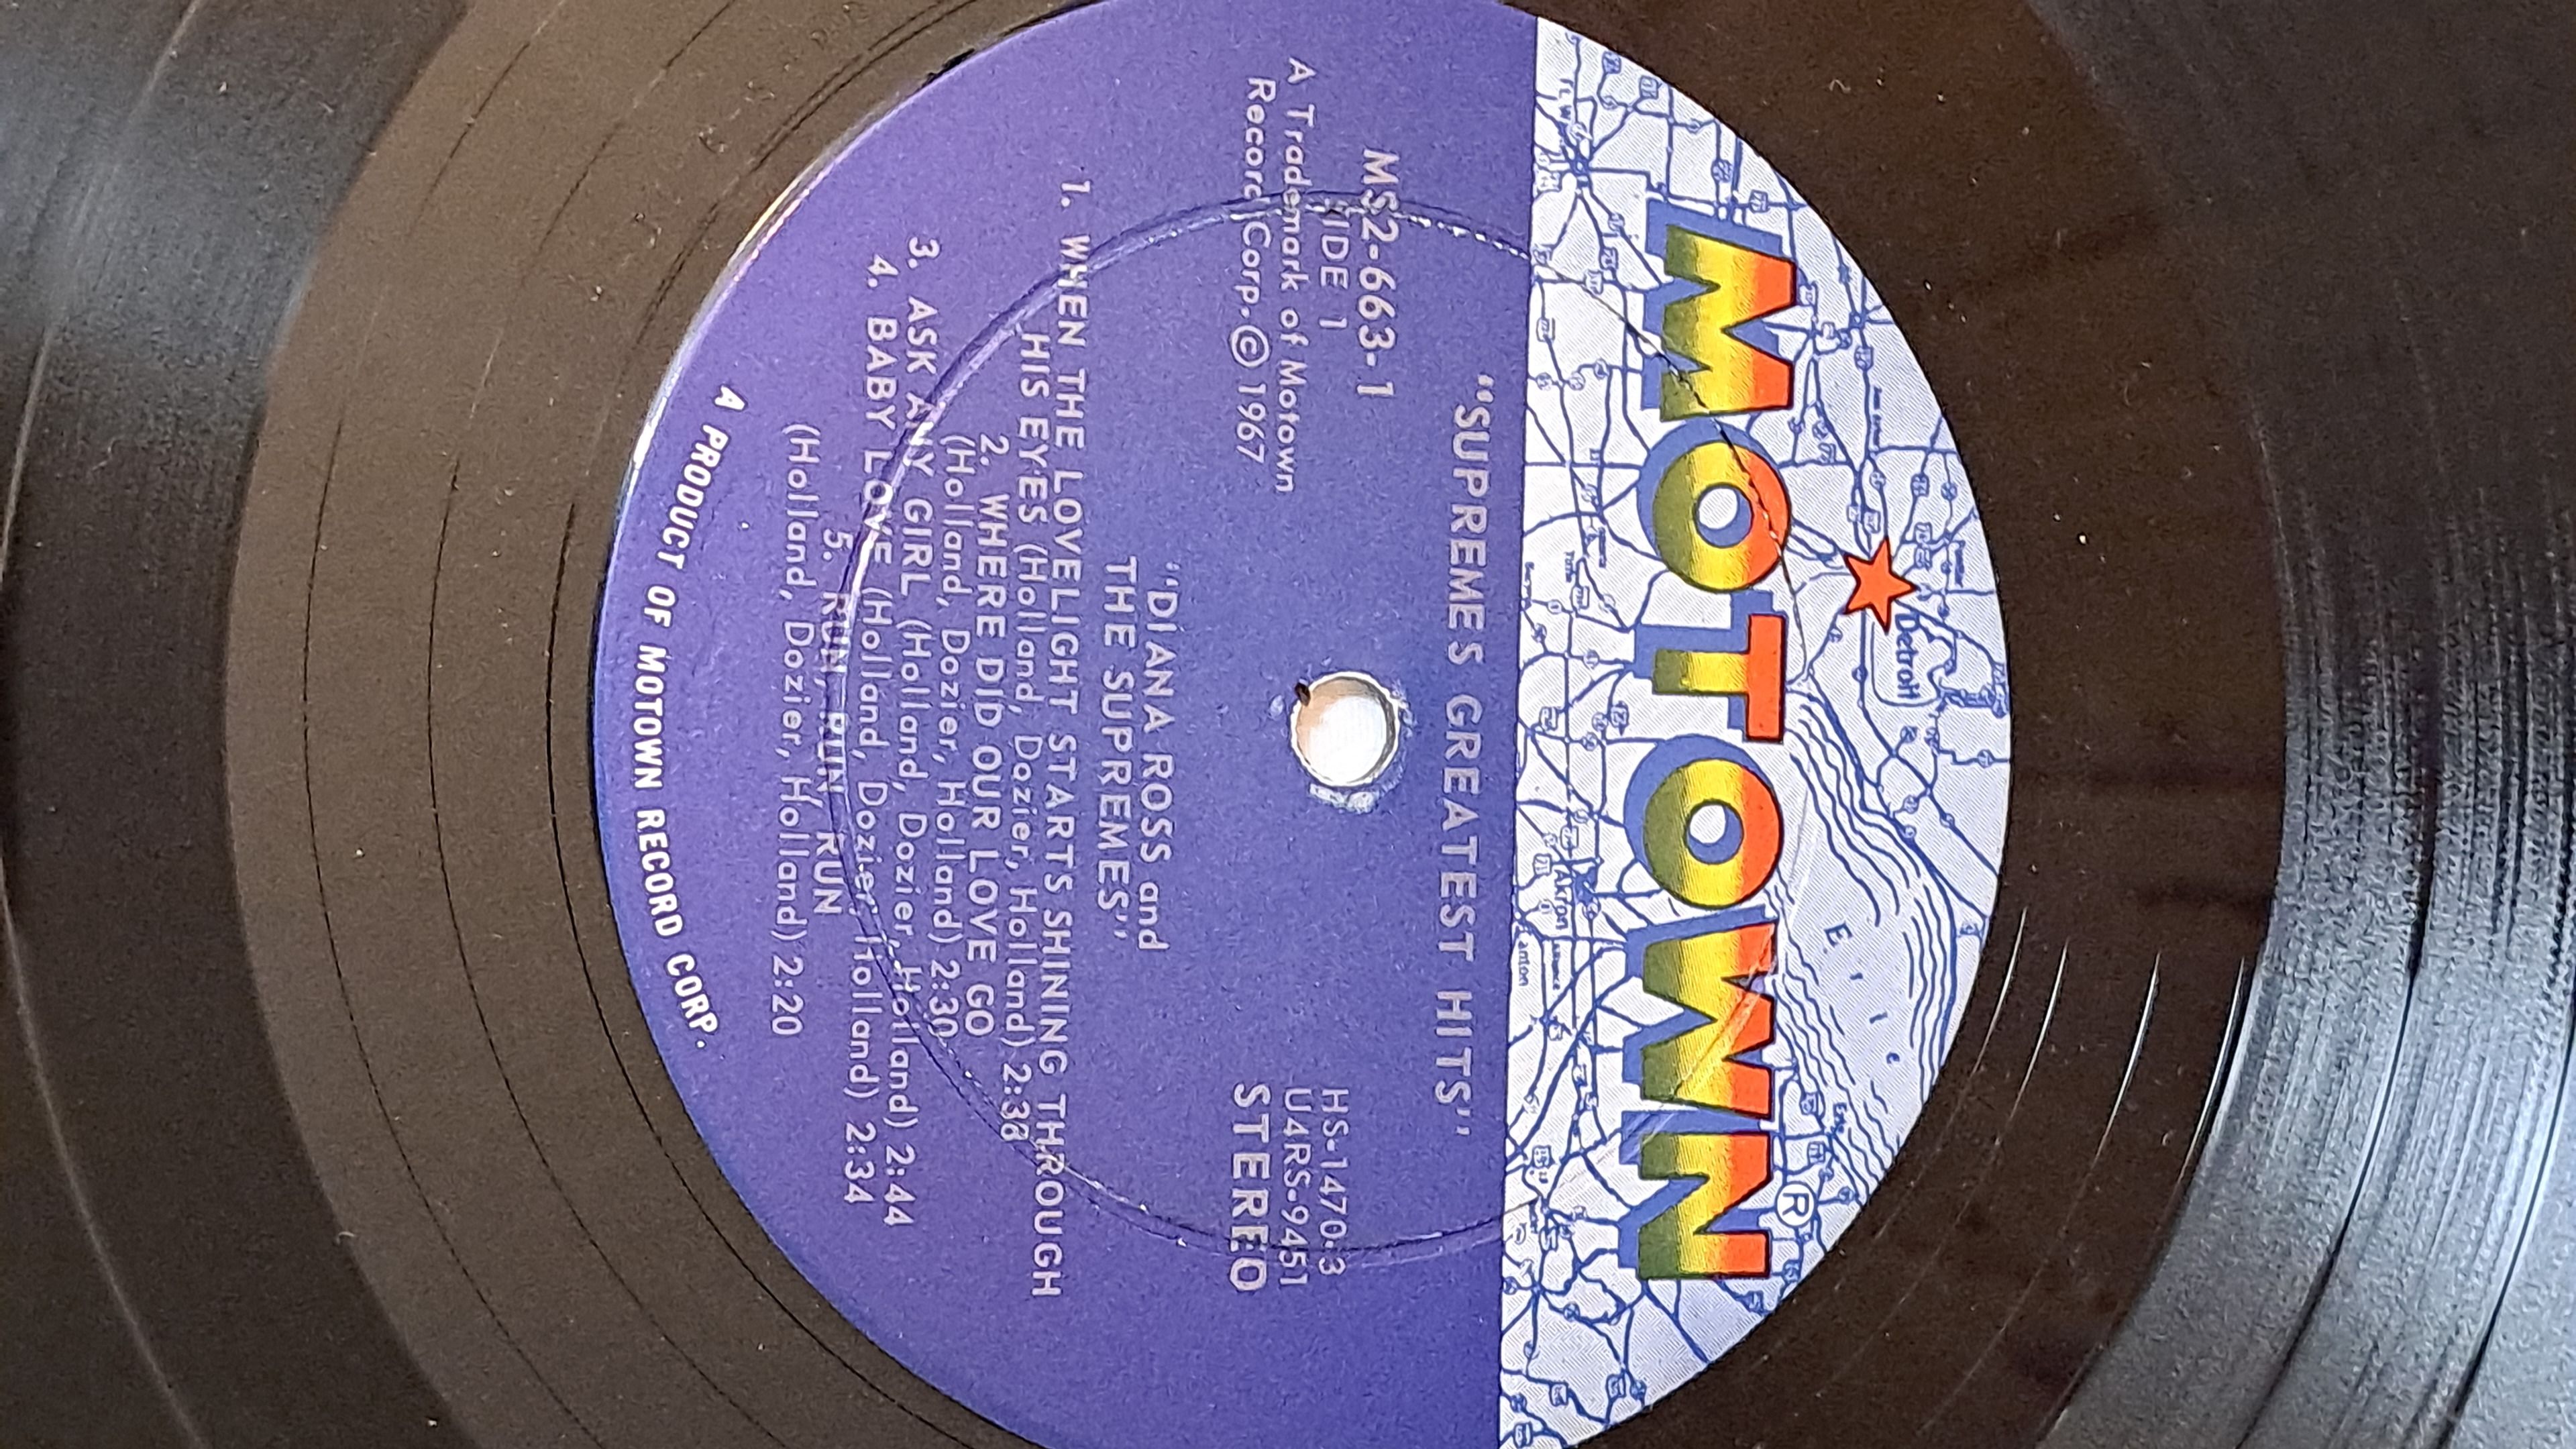 MOTOWN®
Detroit
Erie
Akron
"SUPREMES GREATEST HITS"
MS2-663-1
SIDE 1
A Trademark of Motown
Record Corp. © 1967
HS-1470-3
U4RS-9451
STEREO
"DIANA ROSS and
THE SUPREMES"
1. WHEN THE LOVELIGHT STARTS SHINING THROUGH
HIS EYES (Holland, Dozier, Holland) 2:38
2. WHERE DID OUR LOVE GO
(Holland, Dozier, Holland) 2:30
3. ASK ANY GIRL (Holland, Dozier, Holland) 2:44
4. BABY LOVE (Holland, Dozier, Holland) 2:34
5. RUN, RUN, RUN
(Holland, Dozier, Holland) 2:20
A PRODUCT OF MOTOWN RECORD CORP.